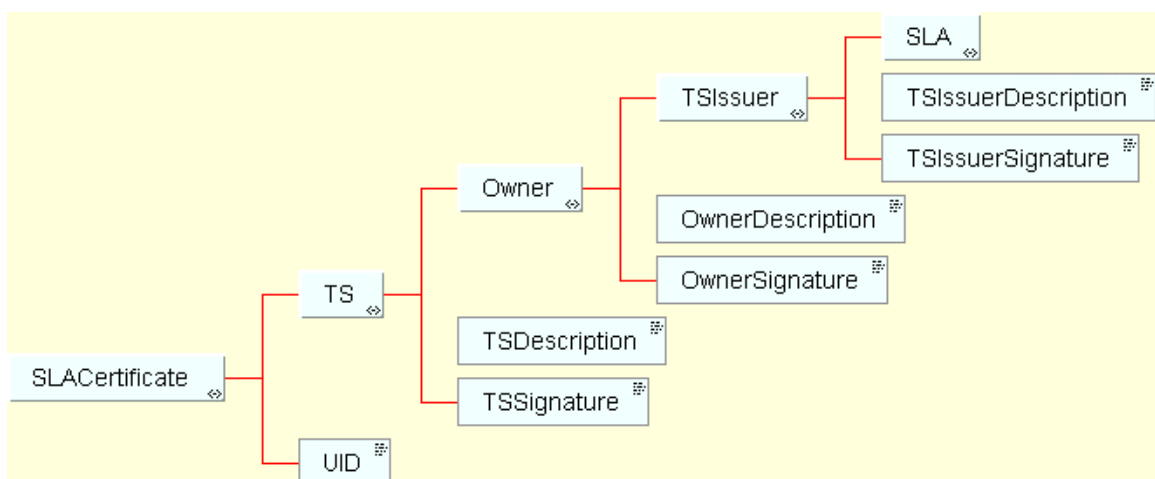 SLA
TSIssuer
TSIssuerDescription
TSIssuerSignature
Owner
OwnerDescription
OwnerSignature
TS
TSDescription
SLACertificate
TSSignature
UID